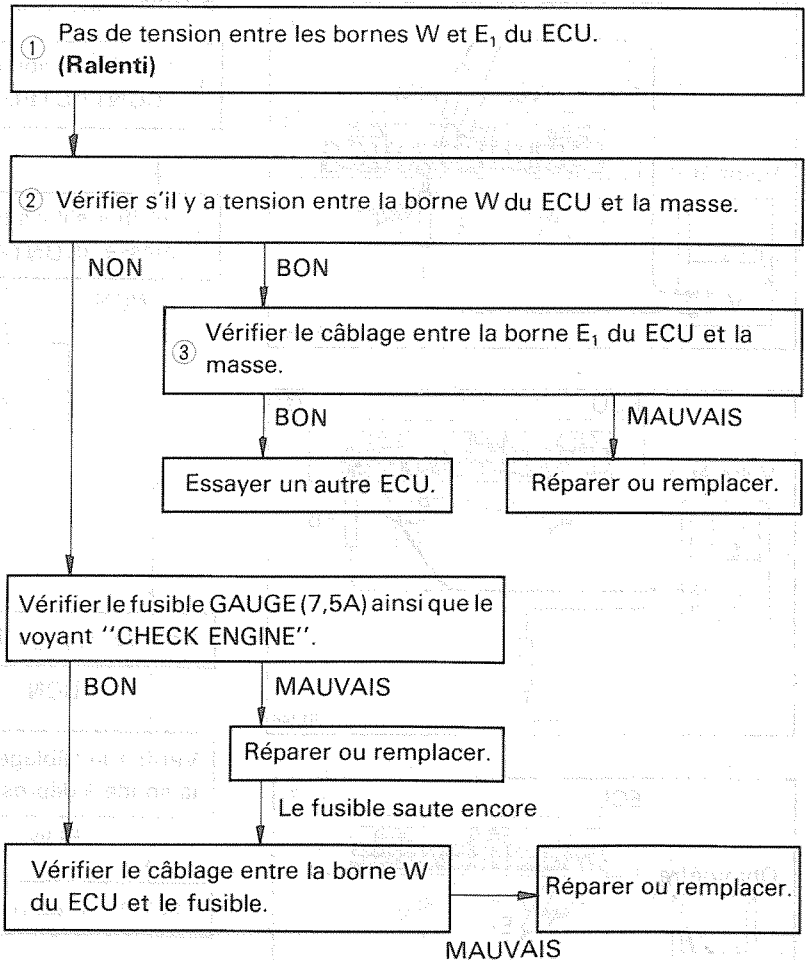 ① Pas de tension entre les bornes W et E₁ du ECU.
(Ralenti)
② Vérifier s'il y a tension entre la borne W du ECU et la masse.
NON
BON
③ Vérifier le câblage entre la borne E₁ du ECU et la
masse.
BON
MAUVAIS
Essayer un autre ECU.
Réparer ou remplacer.
Vérifier le fusible GAUGE (7,5A) ainsi que le
voyant ''CHECK ENGINE''.
BON
MAUVAIS
Réparer ou remplacer.
Le fusible saute encore
Vérifier le câblage entre la borne W
du ECU et le fusible.
Réparer ou remplacer.
MAUVAIS